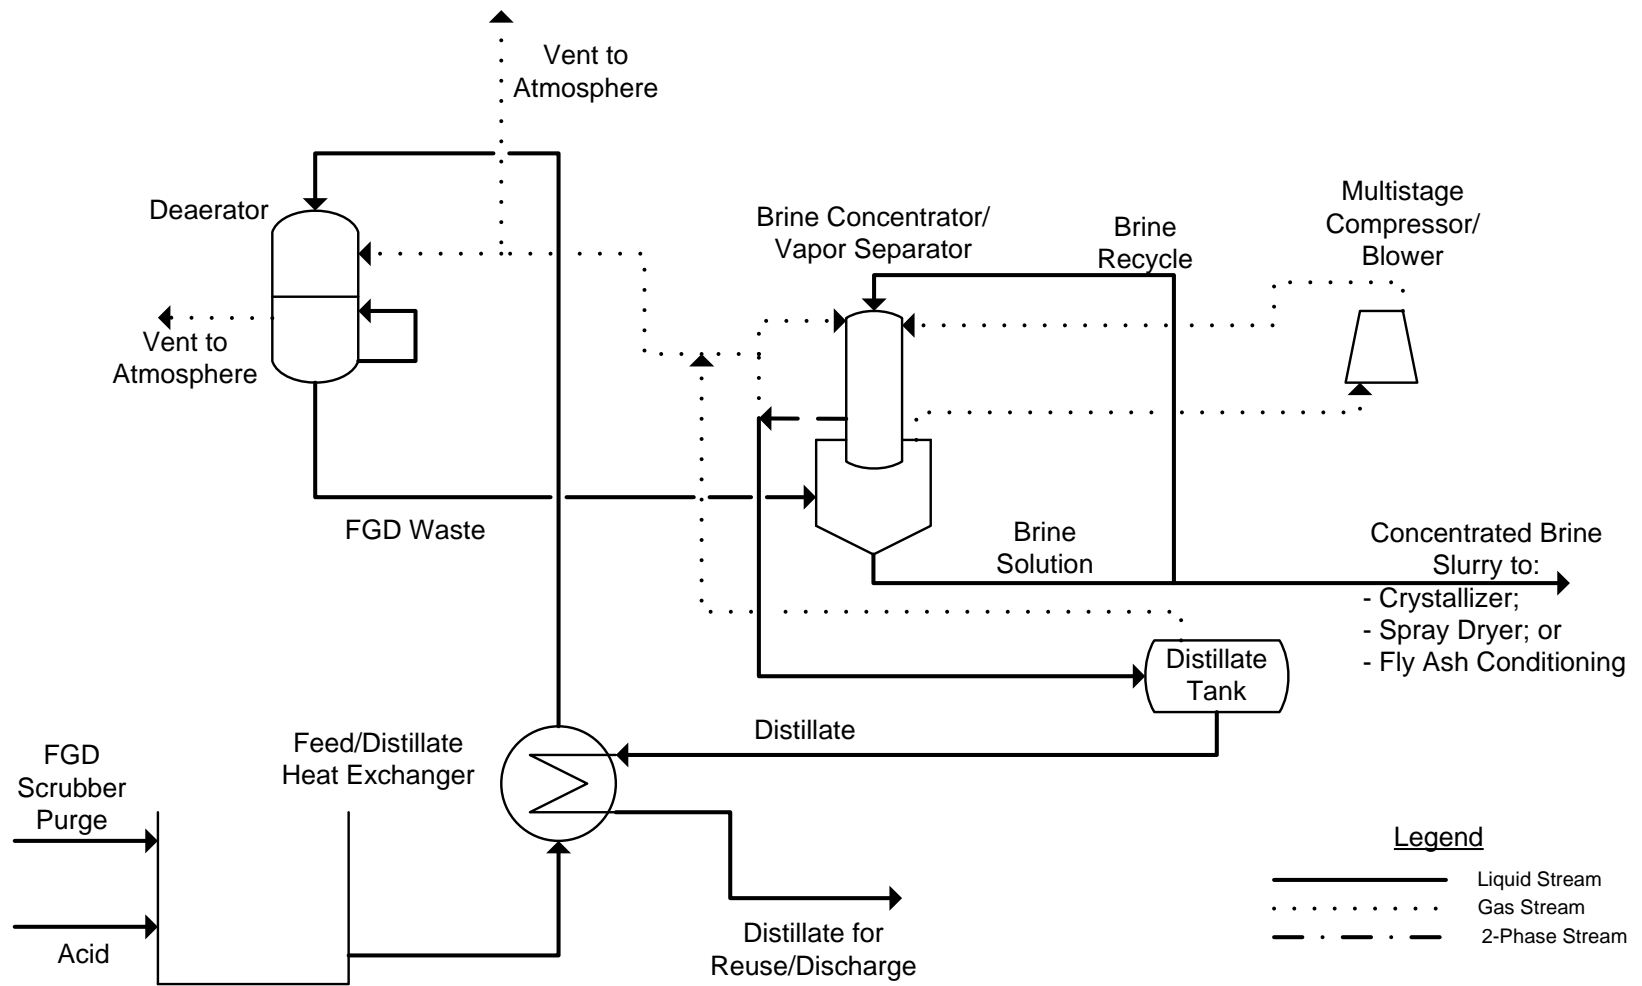 Vent to
Atmosphere
Deaerator
Vent to
Atmosphere
Brine Concentrator/
Vapor Separator
Brine
Recycle
Multistage
Compressor/
Blower
FGD Waste
Brine
Solution
Concentrated Brine
Slurry to:
- Crystallizer;
- Spray Dryer; or
- Fly Ash Conditioning
Distillate
Tank
Distillate
Feed/Distillate
Heat Exchanger
FGD
Scrubber
Purge
Acid
Distillate for
Reuse/Discharge
Legend
Liquid Stream
Gas Stream
2-Phase Stream